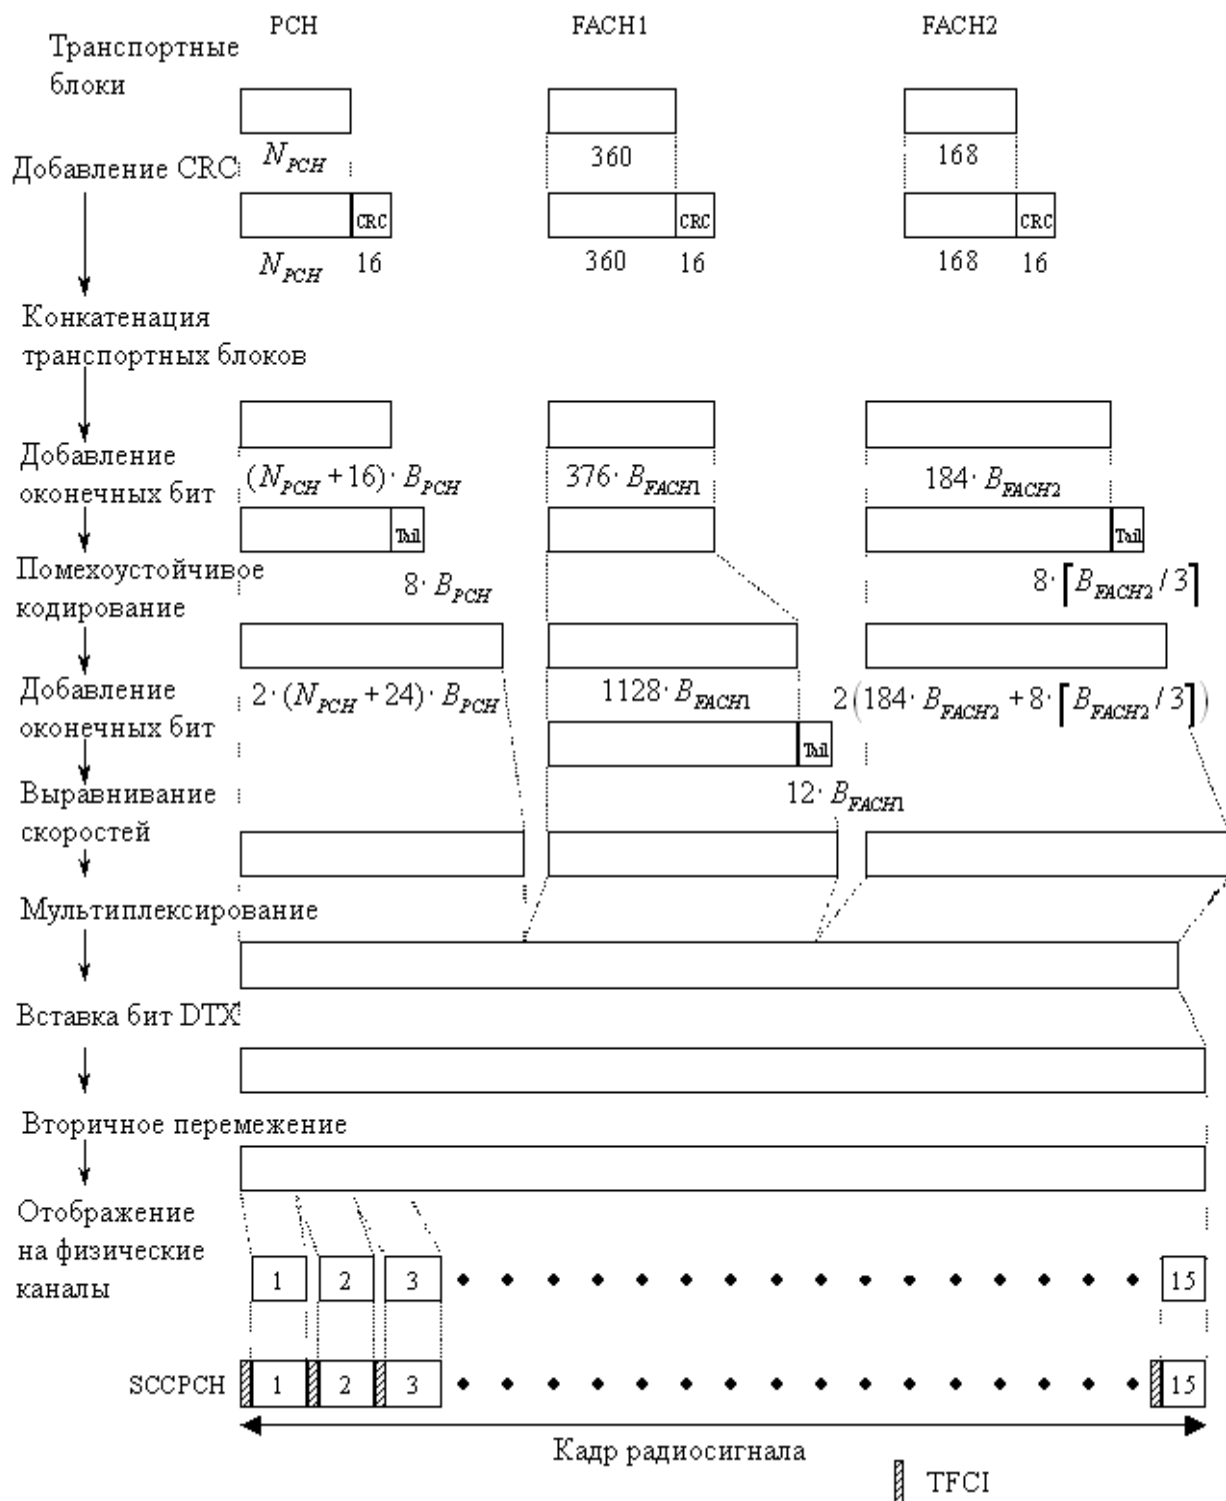 PCH FACH1 FACH2
Транспортные
блоки
N_PCH 360 168
Добавление CRC
CRC CRC CRC
N_PCH 16 360 16 168 16
Конкатенация
транспортных блоков
Добавление
оконечных бит
(N_PCH + 16) · B_PCH 376 · B_FACH1 184 · B_FACH2
Tail Tail
Помехоустойчивое
кодирование
8 · B_PCH 8 · ⌈B_FACH2 / 3⌉
Добавление
оконечных бит
2 · (N_PCH + 24) · B_PCH 1128 · B_FACH1 2(184 · B_FACH2 + 8 · ⌈B_FACH2 / 3⌉)
Tail
Выравнивание
скоростей
12 · B_FACH1
Мультиплексирование
Вставка бит DTX
Вторичное перемежение
Отображение
на физические
каналы
1 2 3 15
SCCPCH 1 2 3 15
Кадр радиосигнала
TFCI